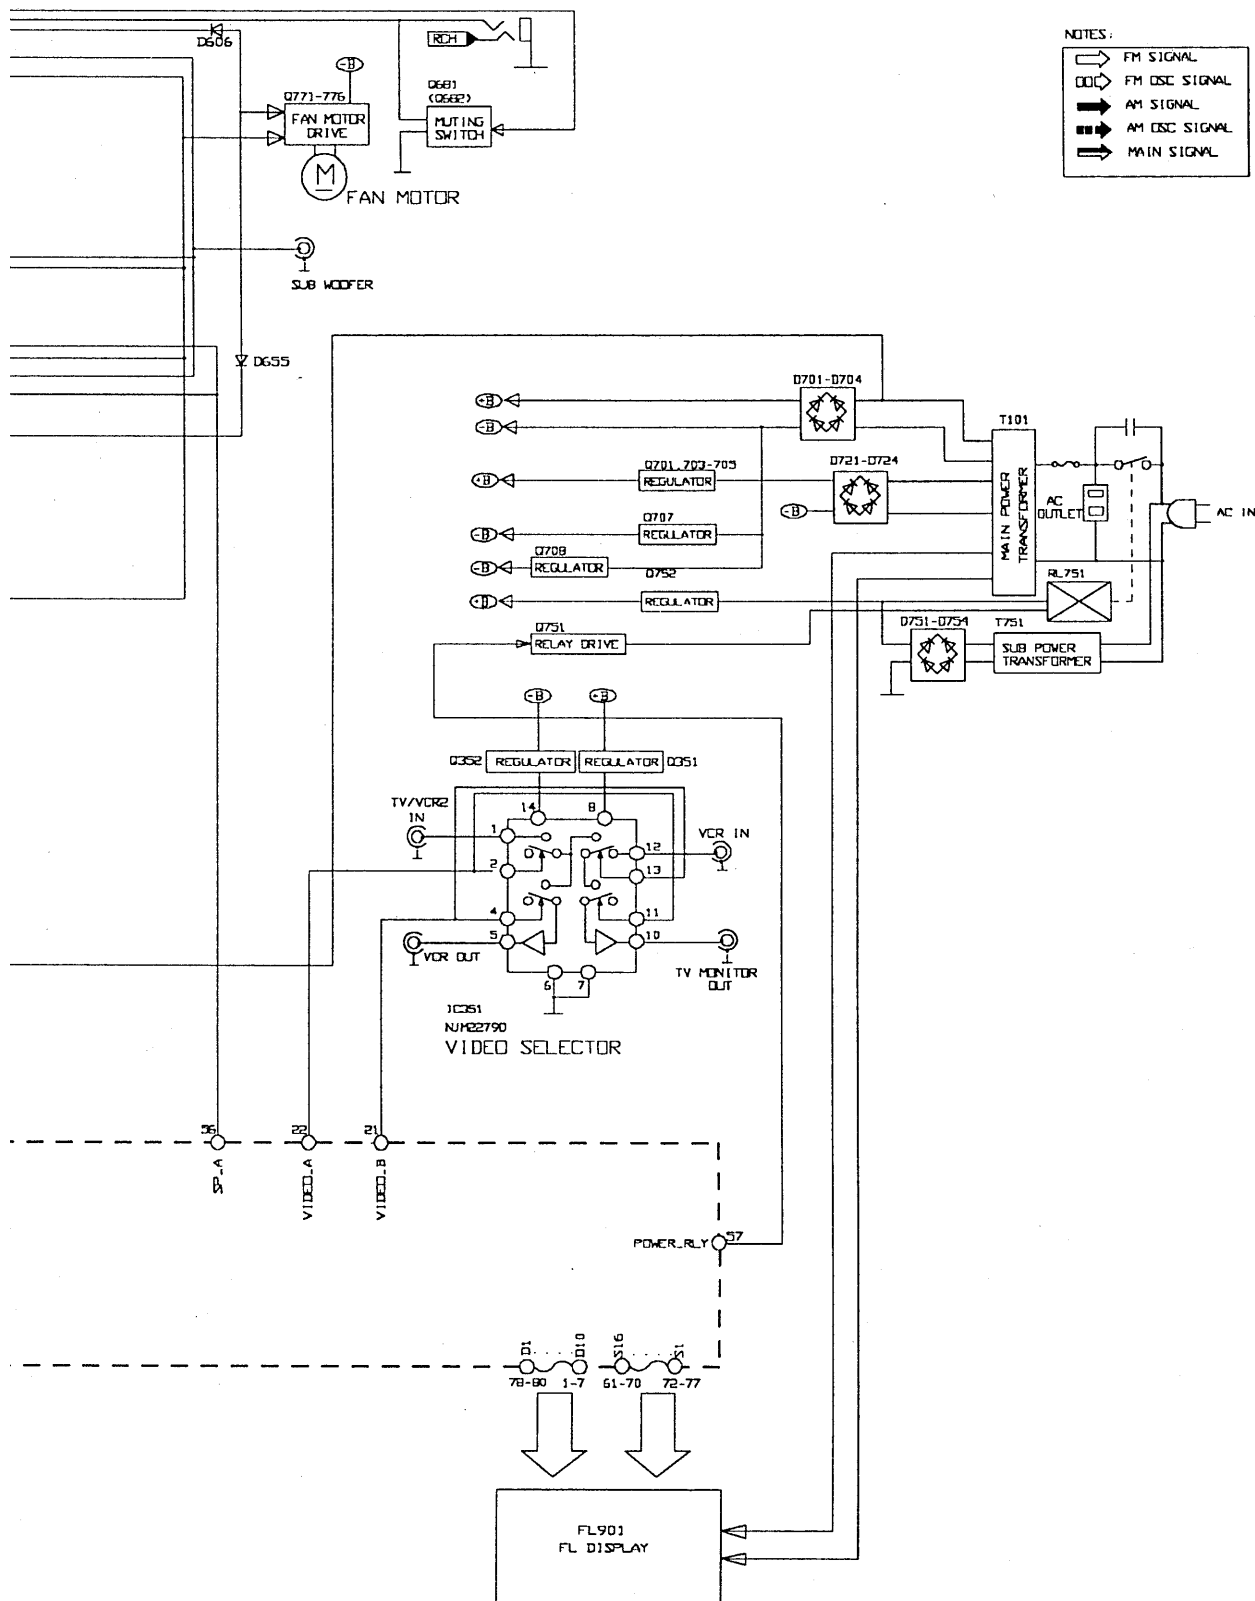 NOTES:
FM SIGNAL
FM OSC SIGNAL
AM SIGNAL
AM OSC SIGNAL
MAIN SIGNAL
D606
RCH
-B
Q771-776
FAN MOTOR
DRIVE
M
FAN MOTOR
Q681
(Q682)
MUTING
SWITCH
SUB WOOFER
D655
D701-D704
+B
-B
T101
MAIN POWER
TRANSFORMER
Q701,703-705
REGULATOR
+B
D721-D724
-B
AC
OUTLET
AC IN
Q707
REGULATOR
-B
Q708
REGULATOR
-B
Q752
REGULATOR
+B
RL751
Q751
RELAY DRIVE
D751-D754
T751
SUB POWER
TRANSFORMER
-B
+B
Q352
REGULATOR
REGULATOR
Q351
TV/VCR2
IN
14
8
1
12
VCR IN
2
13
4
11
5
10
VCR OUT
TV MONITOR
OUT
6
7
IC351
NJM2279D
VIDEO SELECTOR
56
22
21
SP_A
VIDEO_A
VIDEO_B
POWER_RLY
57
D1
.....
D10
S16
.....
S1
78-80
1-7
61-70
72-77
FL901
FL DISPLAY